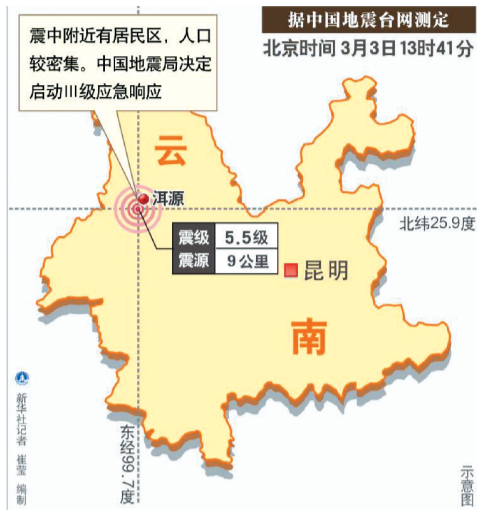 据中国地震台网测定
北京时间 3月3日13时41分
震中附近有居民区，人口
较密集。中国地震局决定
启动Ⅲ级应急响应
云
洱源
北纬25.9度
震级 5.5级
震源 9公里
昆明
南
东经99.7度
新华社记者 崔莹 编制
示意图